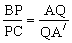 BP/PC = AQ/QA′